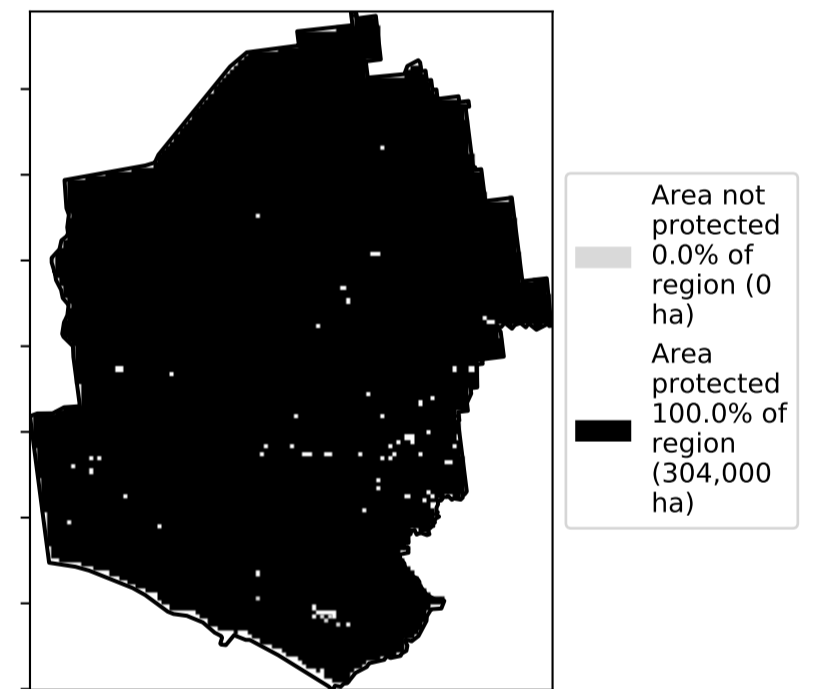 Area not
protected
0.0% of
region (0
ha)
Area
protected
100.0% of
region
(304,000
ha)